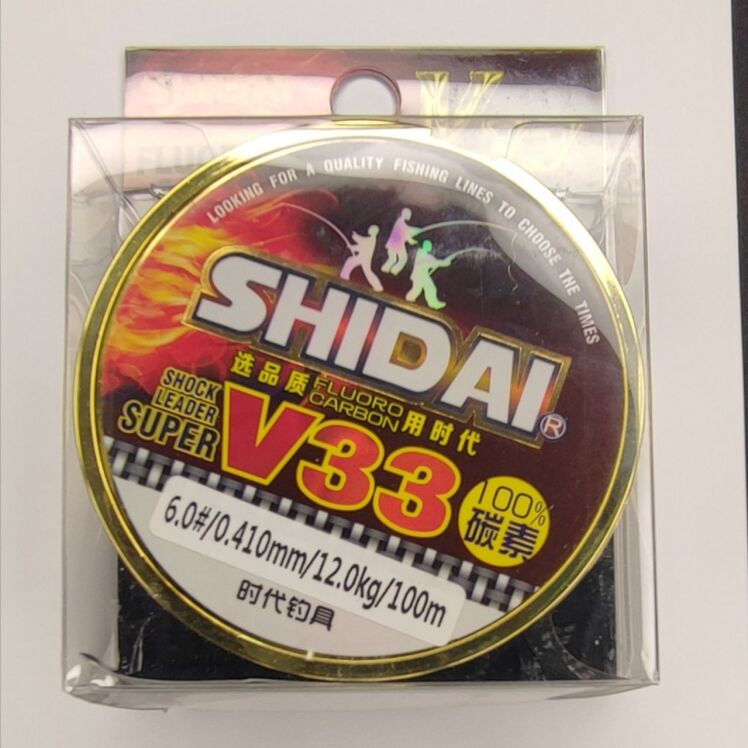 LOOKING FOR A QUALITY FISHING LINES TO CHOOSE THE TIMES
SHIDAI®
选品质 FLUORO CARBON 用时代
SHOCK
LEADER
SUPER
V33
100%
碳素
6.0#/0.410mm/12.0kg/100m
时代钓具